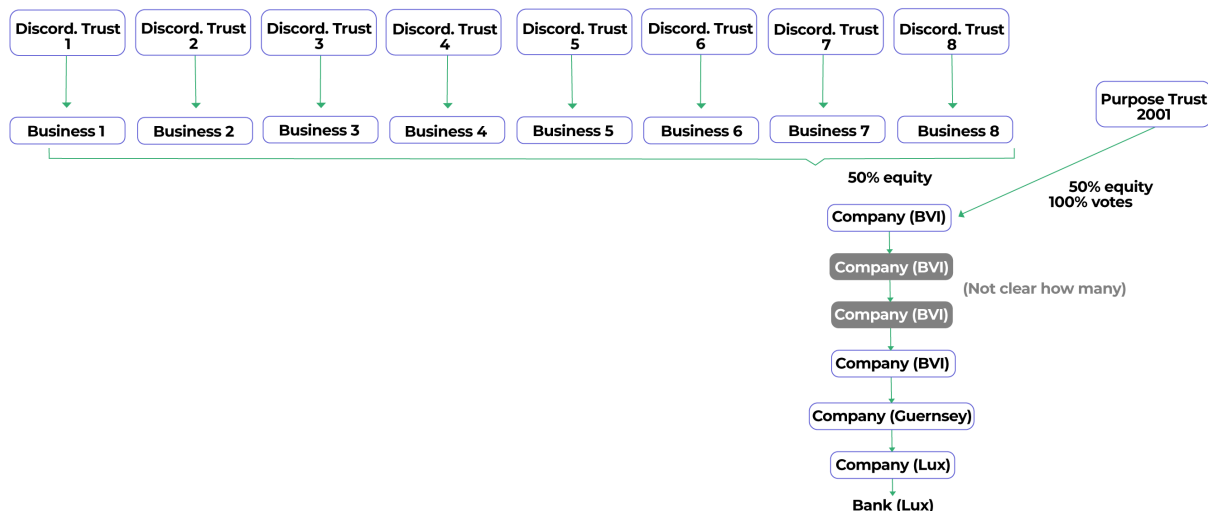 Discord. Trust
1
Discord. Trust
2
Discord. Trust
3
Discord. Trust
4
Discord. Trust
5
Discord. Trust
6
Discord. Trust
7
Discord. Trust
8
Purpose Trust
2001
Business 1
Business 2
Business 3
Business 4
Business 5
Business 6
Business 7
Business 8
50% equity
50% equity
100% votes
Company (BVI)
Company (BVI)
(Not clear how many)
Company (BVI)
Company (BVI)
Company (Guernsey)
Company (Lux)
Bank (Lux)